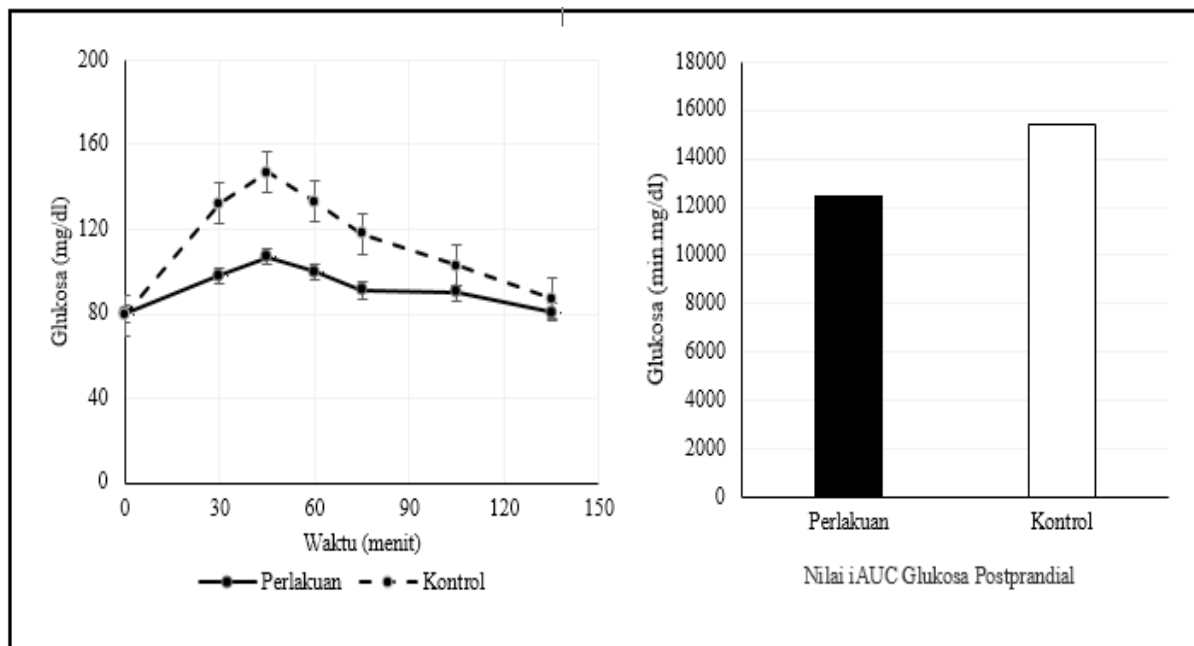 200
160
120
80
40
0
Glukosa (mg/dl)
0 30 60 90 120 150
Waktu (menit)
Perlakuan Kontrol
18000
16000
14000
12000
10000
8000
6000
4000
2000
0
Glukosa (min.mg/dl)
Perlakuan Kontrol
Nilai iAUC Glukosa Postprandial